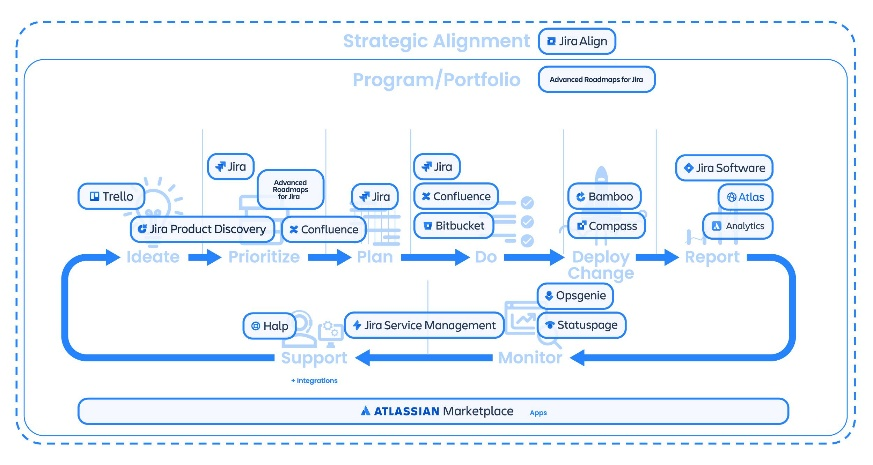 Strategic Alignment
Jira Align
Program/Portfolio
Advanced Roadmaps for Jira
Trello
Jira Product Discovery
Ideate
Jira
Advanced
Roadmaps
for Jira
Confluence
Prioritize
Jira
Plan
Jira
Confluence
Bitbucket
Do
Bamboo
Compass
Deploy
Change
Jira Software
Atlas
Analytics
Report
Halp
Jira Service Management
Opsgenie
Statuspage
Support
Monitor
+ Integrations
ATLASSIAN Marketplace Apps